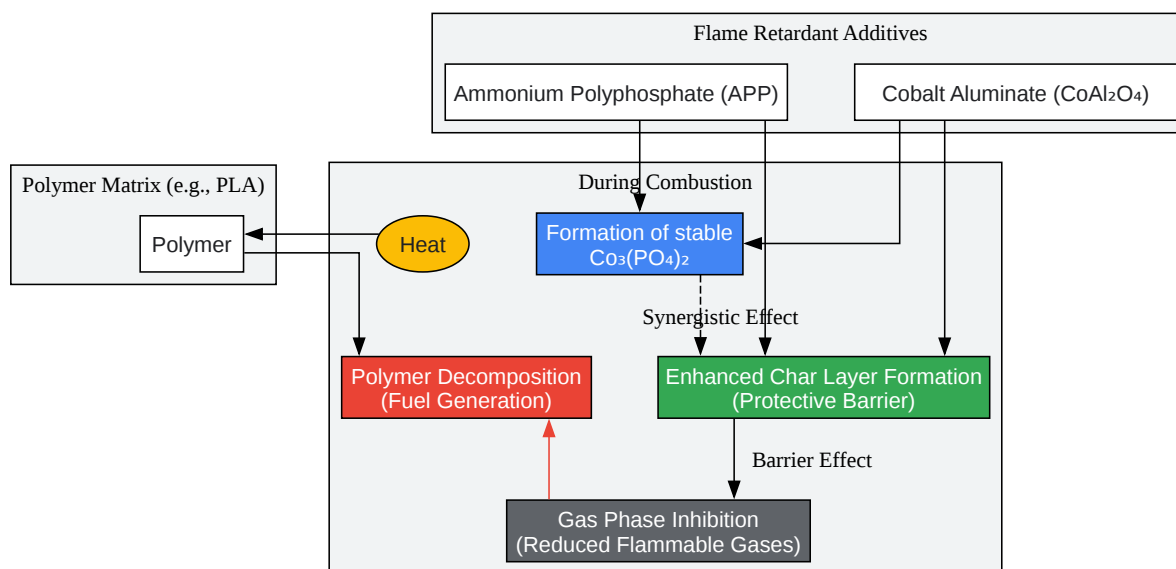 Flame Retardant Additives
Ammonium Polyphosphate (APP)
Cobalt Aluminate (CoAl₂O₄)
Polymer Matrix (e.g., PLA)
During Combustion
Polymer
Heat
Formation of stable
Co₃(PO₄)₂
Synergistic Effect
Polymer Decomposition
(Fuel Generation)
Enhanced Char Layer Formation
(Protective Barrier)
Barrier Effect
Gas Phase Inhibition
(Reduced Flammable Gases)